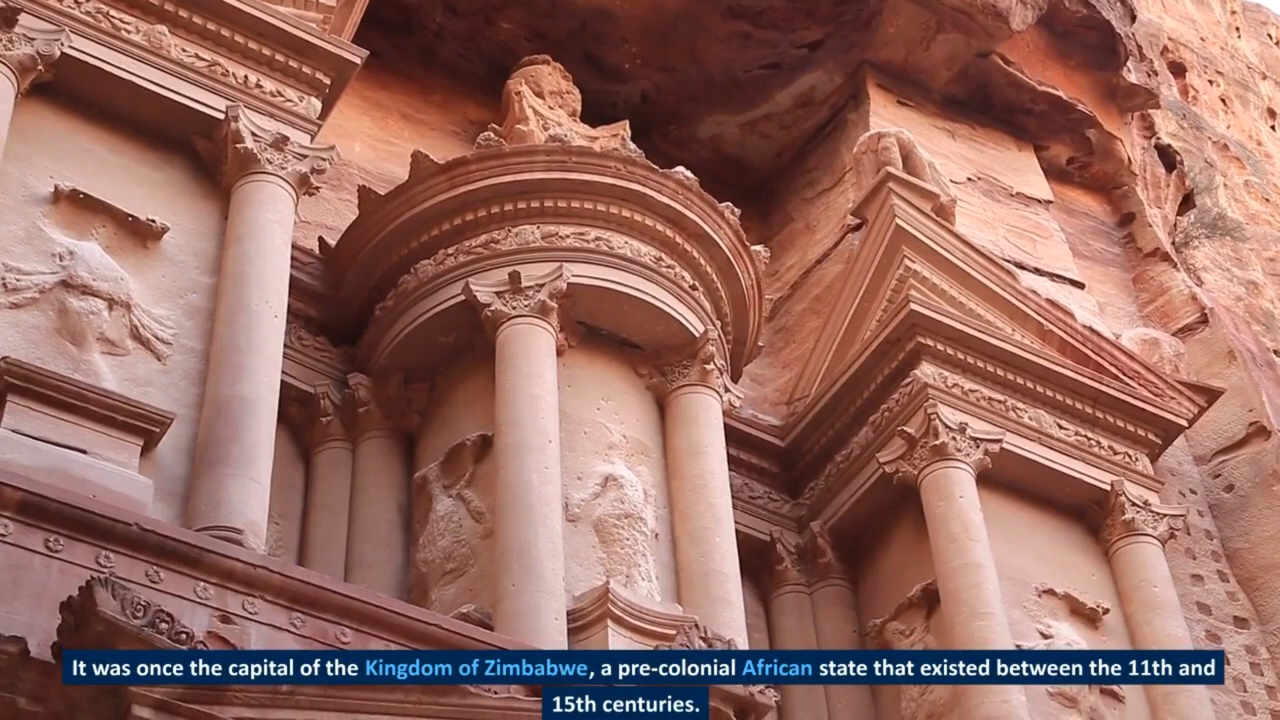 It was once the capital of the Kingdom of Zimbabwe, a pre-colonial African state that existed between the 11th and
15th centuries.